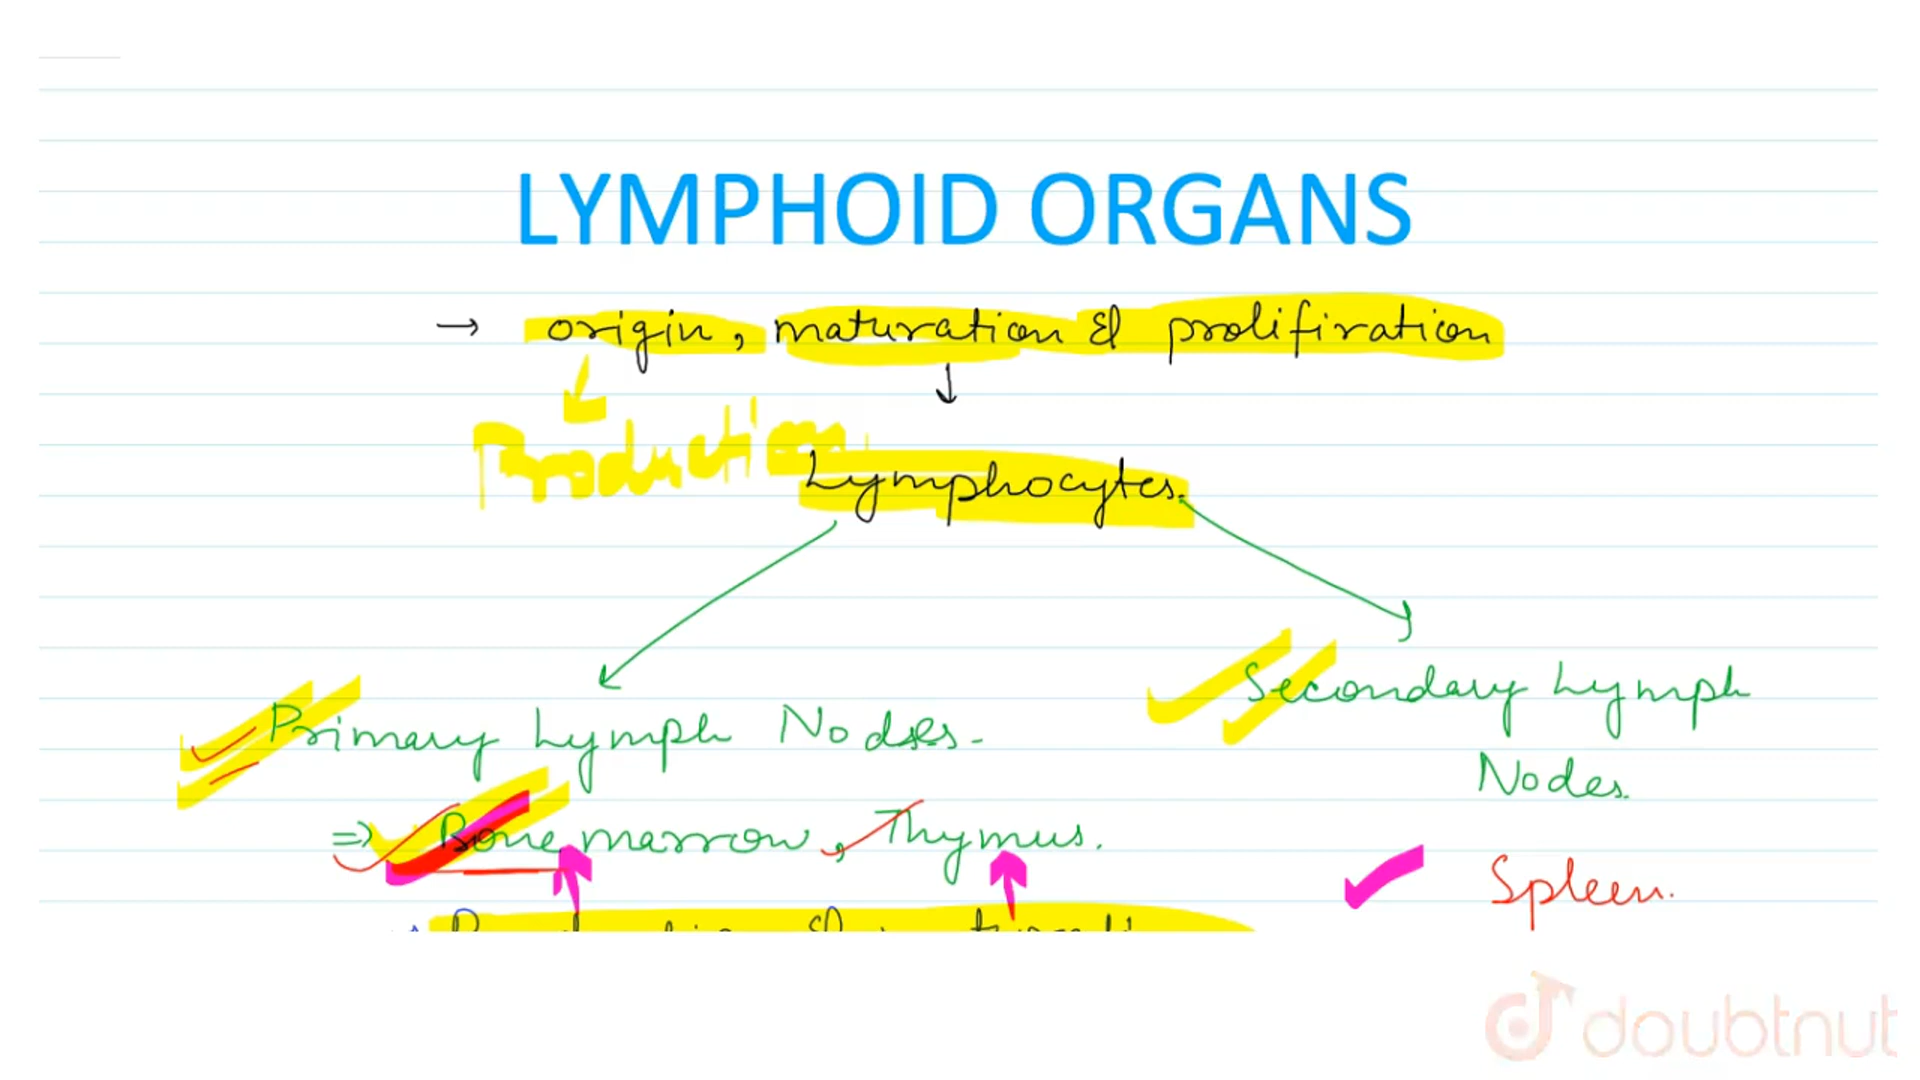 LYMPHOID ORGANS
→ origin, maturation & prolifiration
Production
Lymphocytes.
Primary Lymph Nodes.
Secondary Lymph
Nodes.
⇒ Bone marrow, Thymus.
Spleen.
doubtnut